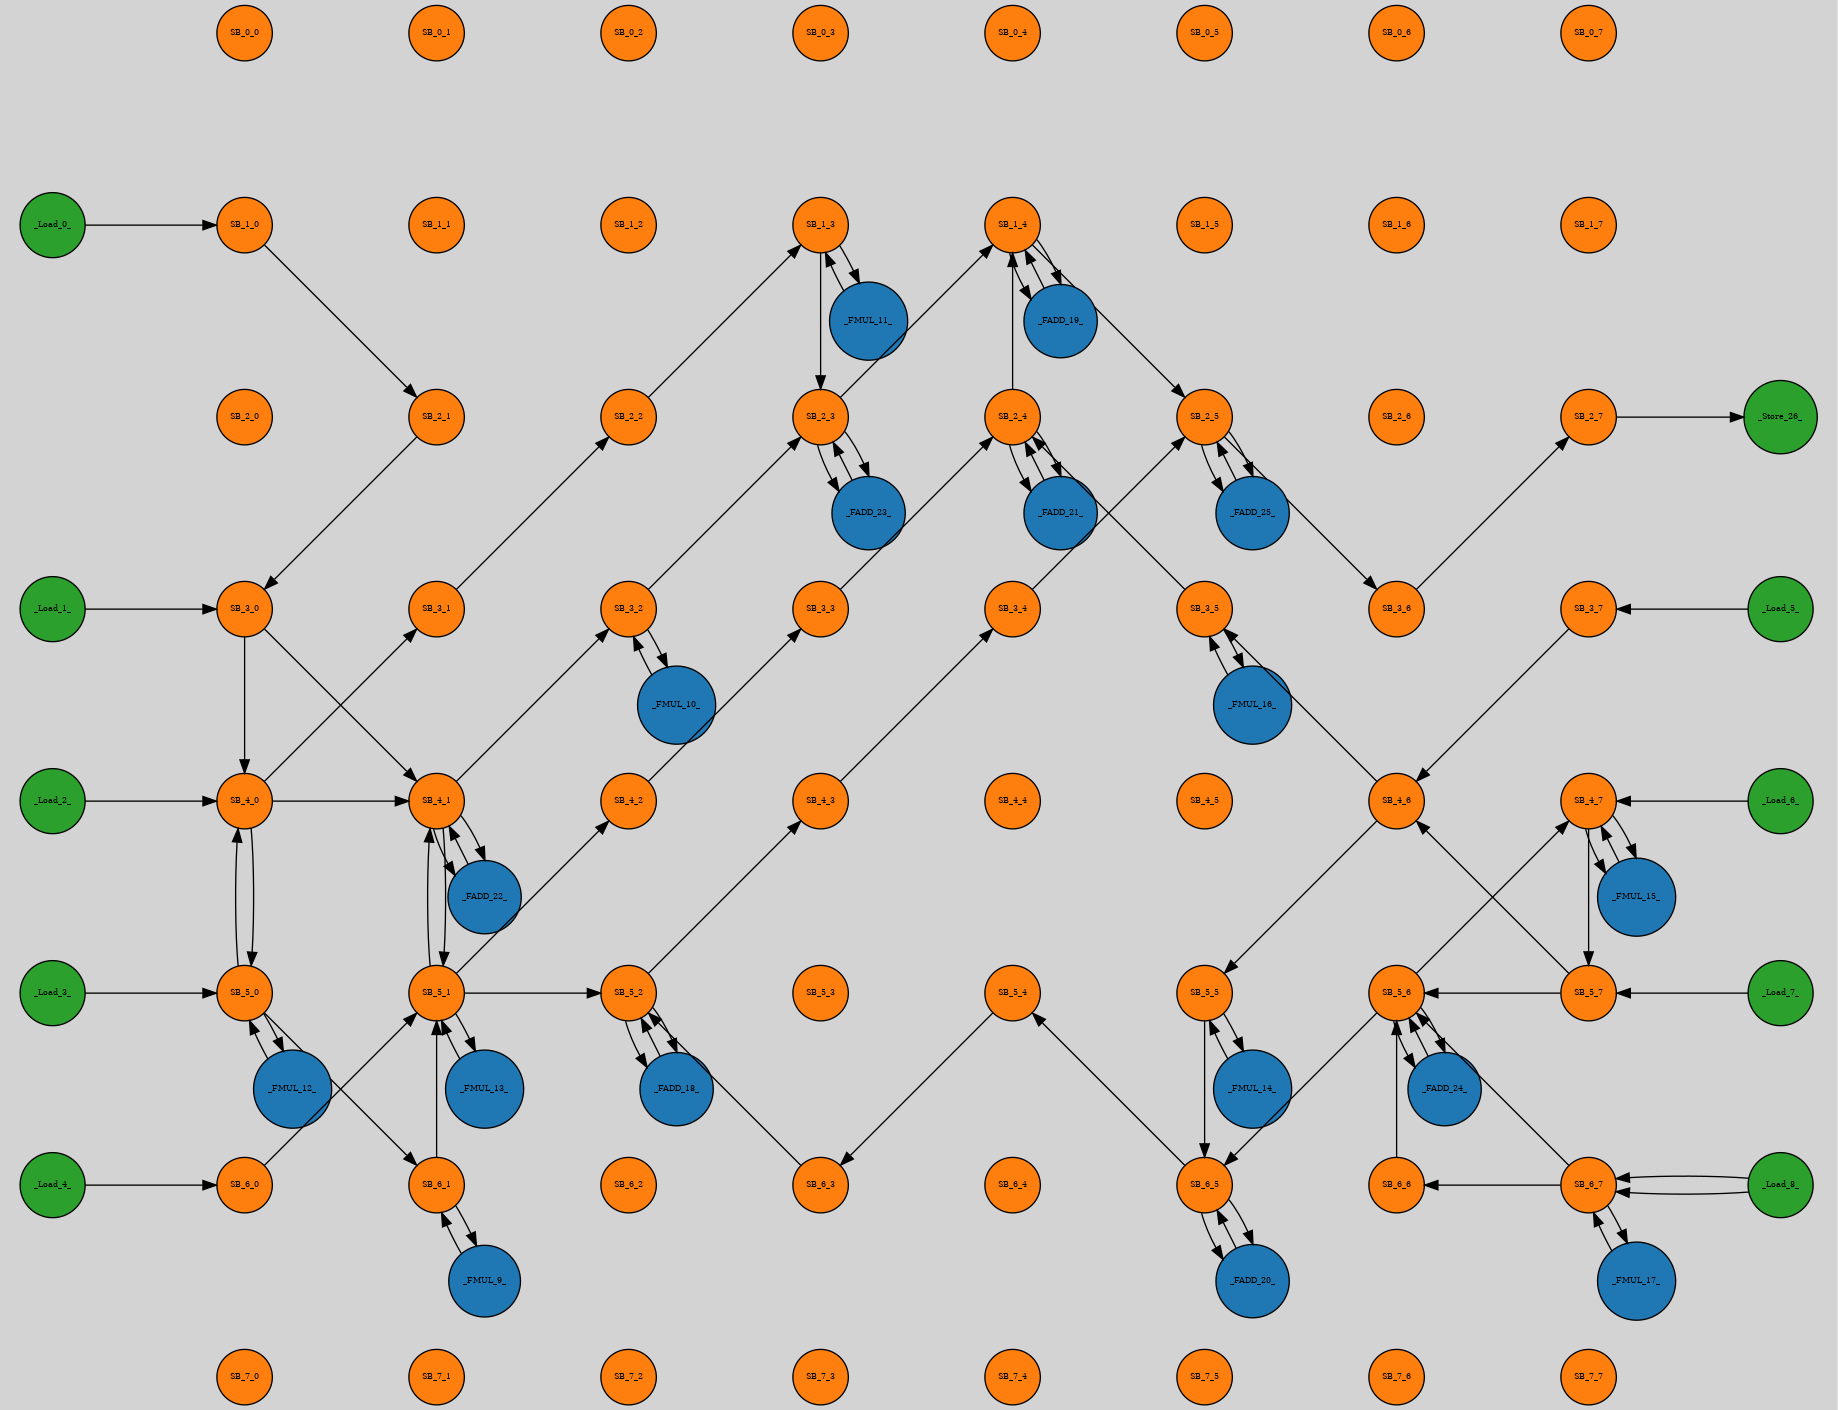 SB_0_0 SB_0_1 SB_0_2 SB_0_3 SB_0_4 SB_0_5 SB_0_6 SB_0_7
_Load_0_ SB_1_0 SB_1_1 SB_1_2 SB_1_3 SB_1_4 SB_1_5 SB_1_6 SB_1_7
_FMUL_11_ _FADD_19_
SB_2_0 SB_2_1 SB_2_2 SB_2_3 SB_2_4 SB_2_5 SB_2_6 SB_2_7 _Store_26_
_FADD_23_ _FADD_21_ _FADD_25_
_Load_1_ SB_3_0 SB_3_1 SB_3_2 SB_3_3 SB_3_4 SB_3_5 SB_3_6 SB_3_7 _Load_5_
_FMUL_10_ _FMUL_16_
_Load_2_ SB_4_0 SB_4_1 SB_4_2 SB_4_3 SB_4_4 SB_4_5 SB_4_6 SB_4_7 _Load_6_
_FADD_22_ _FMUL_15_
_Load_3_ SB_5_0 SB_5_1 SB_5_2 SB_5_3 SB_5_4 SB_5_5 SB_5_6 SB_5_7 _Load_7_
_FMUL_12_ _FMUL_13_ _FADD_18_ _FMUL_14_ _FADD_24_
_Load_4_ SB_6_0 SB_6_1 SB_6_2 SB_6_3 SB_6_4 SB_6_5 SB_6_6 SB_6_7 _Load_8_
_FMUL_9_ _FADD_20_ _FMUL_17_
SB_7_0 SB_7_1 SB_7_2 SB_7_3 SB_7_4 SB_7_5 SB_7_6 SB_7_7